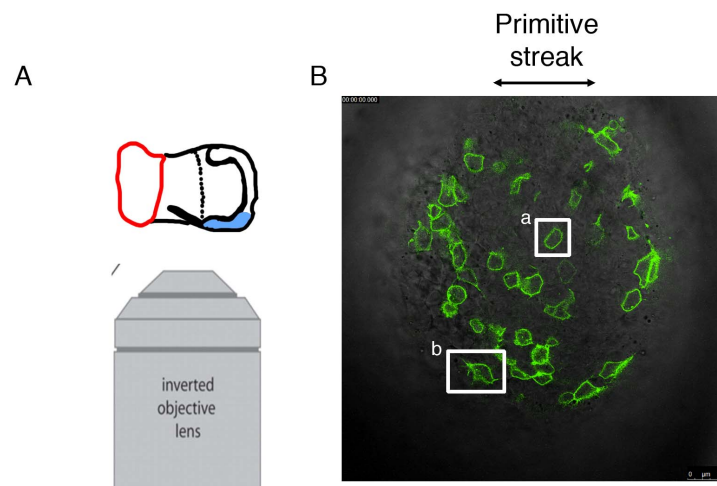 Primitive
streak
A
B
00:00:00.000
a
b
inverted
objective
lens
0 µm